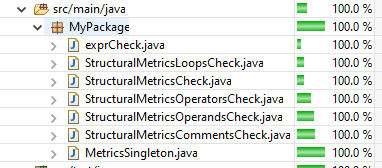 src/main/java 100.0 %
MyPackage 100.0 %
exprCheck.java 100.0 %
StructuralMetricsLoopsCheck.java 100.0 %
StructuralMetricsCheck.java 100.0 %
StructuralMetricsOperatorsCheck.java 100.0 %
StructuralMetricsOperandsCheck.java 100.0 %
StructuralMetricsCommentsCheck.java 100.0 %
MetricsSingleton.java 100.0 %